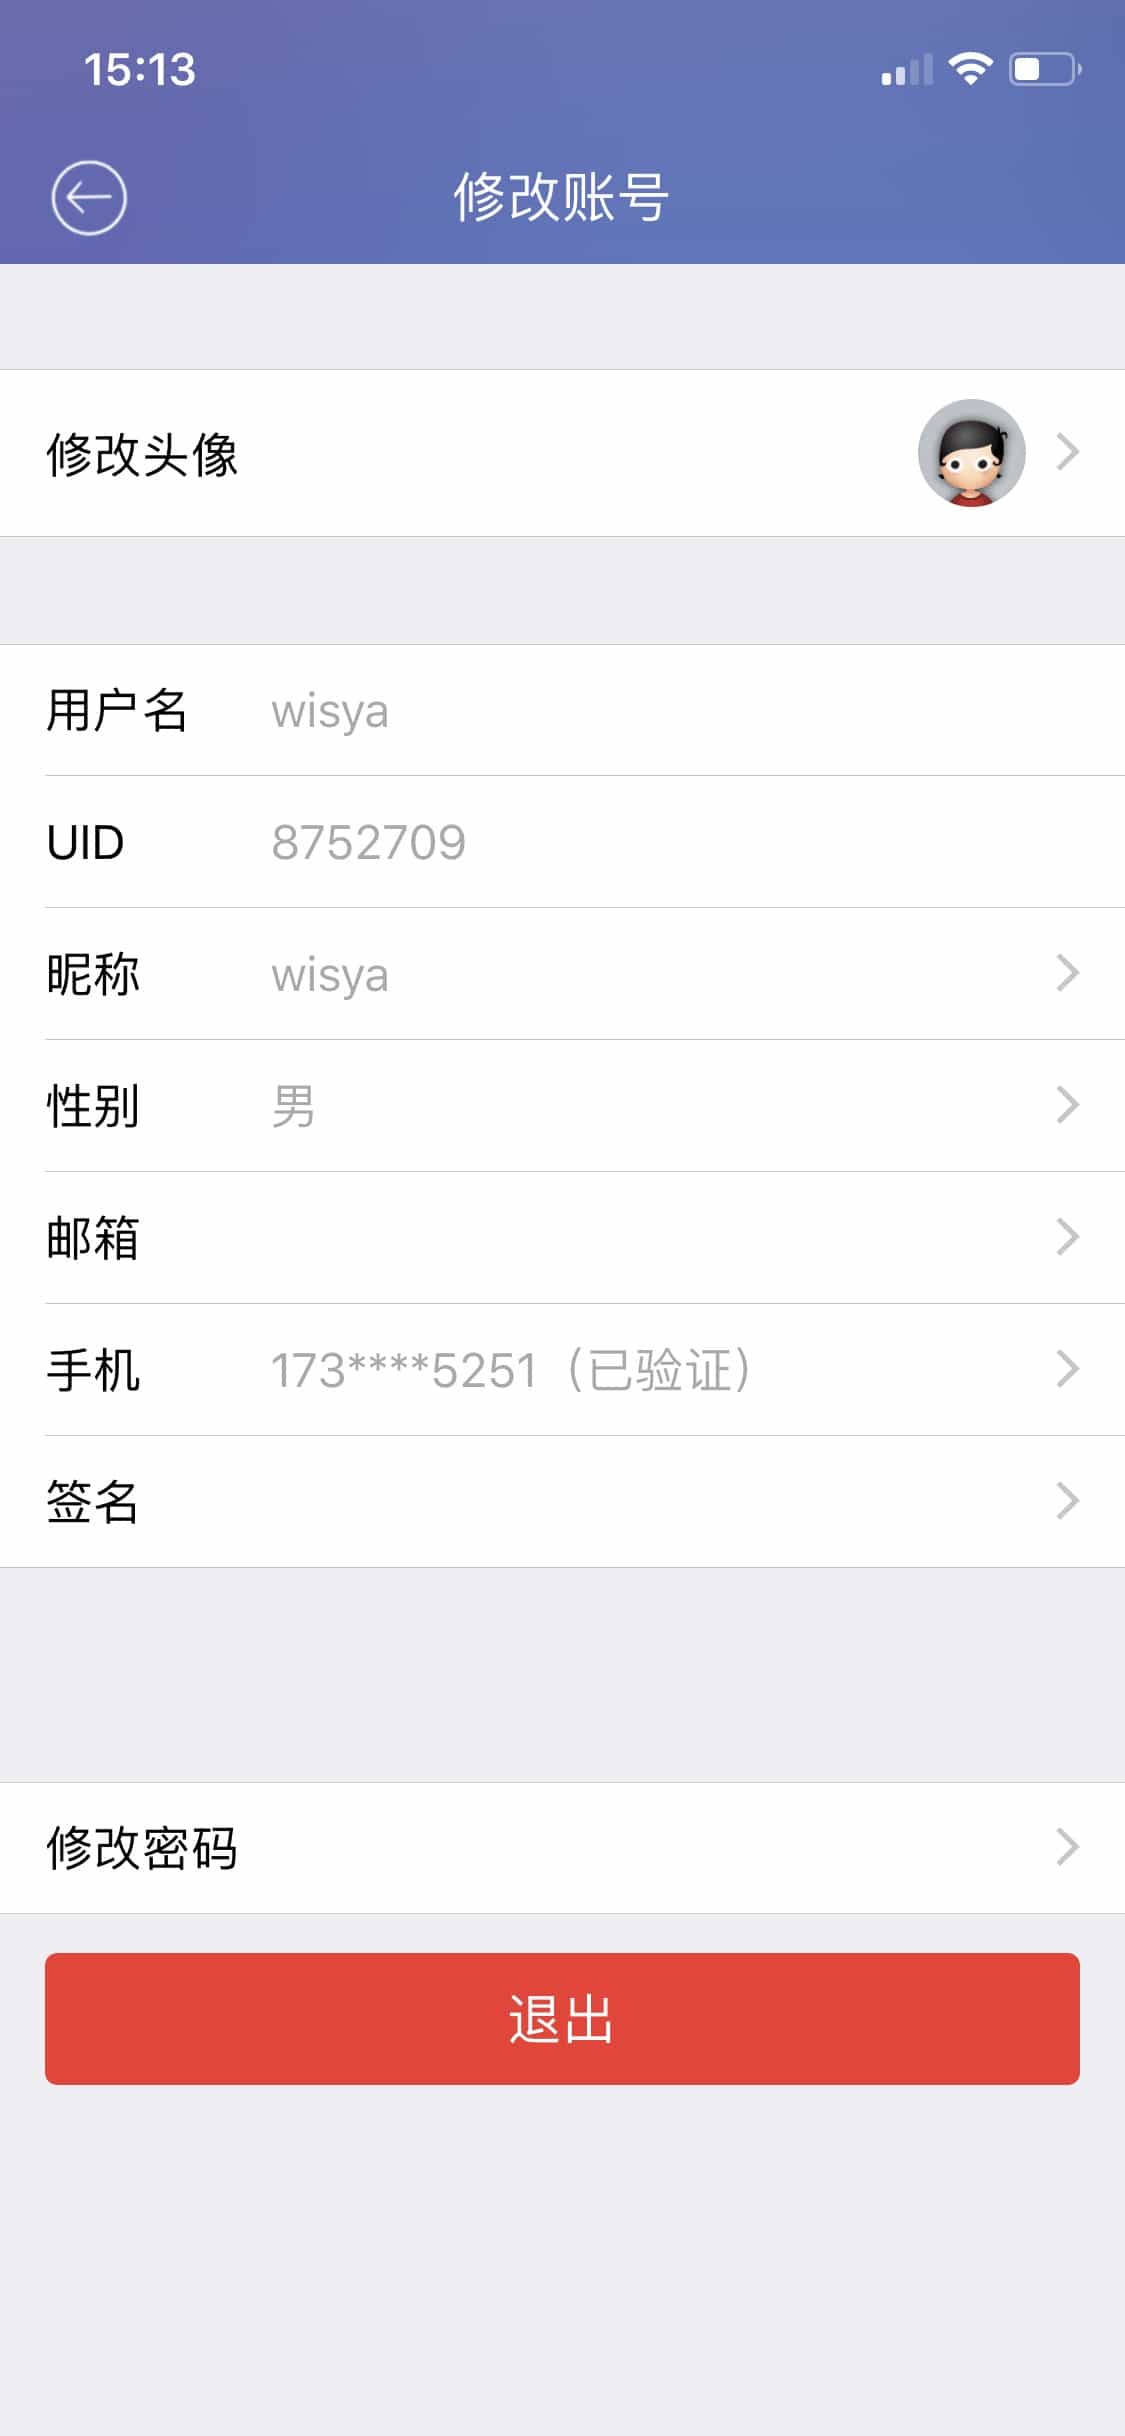 15:13
修改账号
修改头像
用户名 wisya
UID 8752709
昵称 wisya
性别 男
邮箱
手机 173****5251（已验证）
签名
修改密码
退出